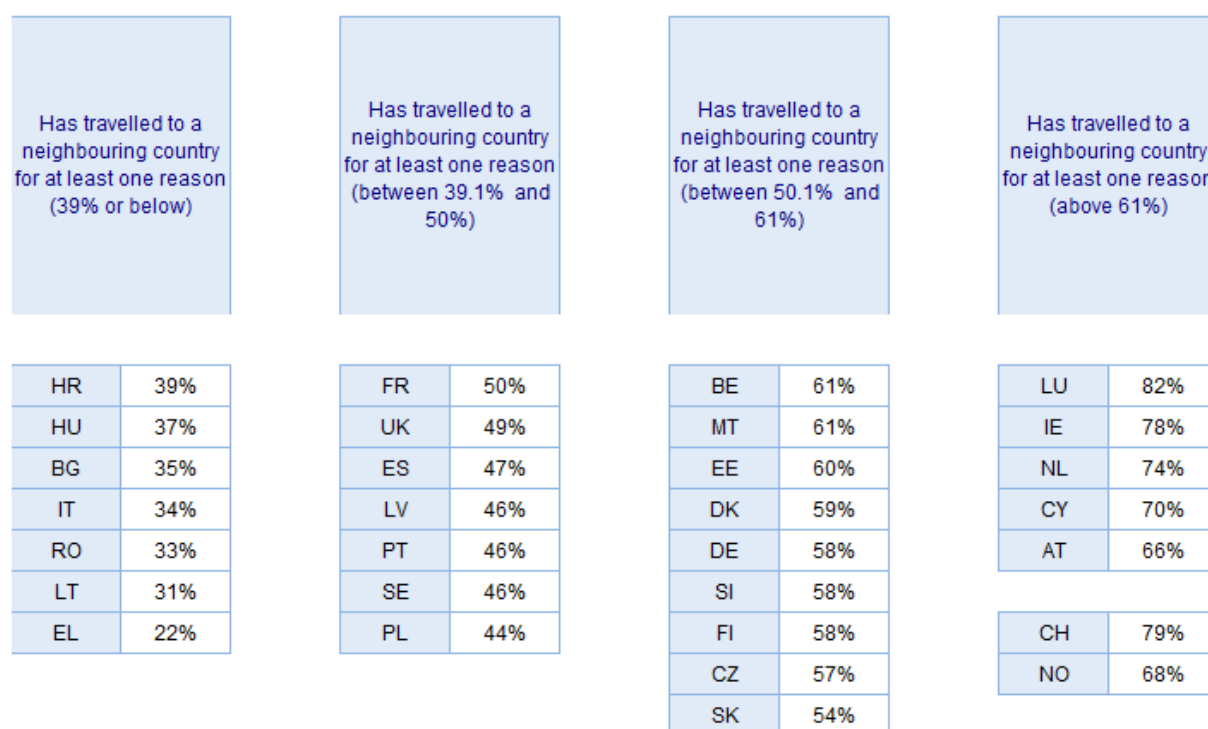 Has travelled to a
neighbouring country
for at least one reason
(39% or below)
Has travelled to a
neighbouring country
for at least one reason
(between 39.1% and
50%)
Has travelled to a
neighbouring country
for at least one reason
(between 50.1% and
61%)
Has travelled to a
neighbouring country
for at least one reason
(above 61%)
HR 39%
HU 37%
BG 35%
IT 34%
RO 33%
LT 31%
EL 22%
FR 50%
UK 49%
ES 47%
LV 46%
PT 46%
SE 46%
PL 44%
BE 61%
MT 61%
EE 60%
DK 59%
DE 58%
SI 58%
FI 58%
CZ 57%
SK 54%
LU 82%
IE 78%
NL 74%
CY 70%
AT 66%
CH 79%
NO 68%